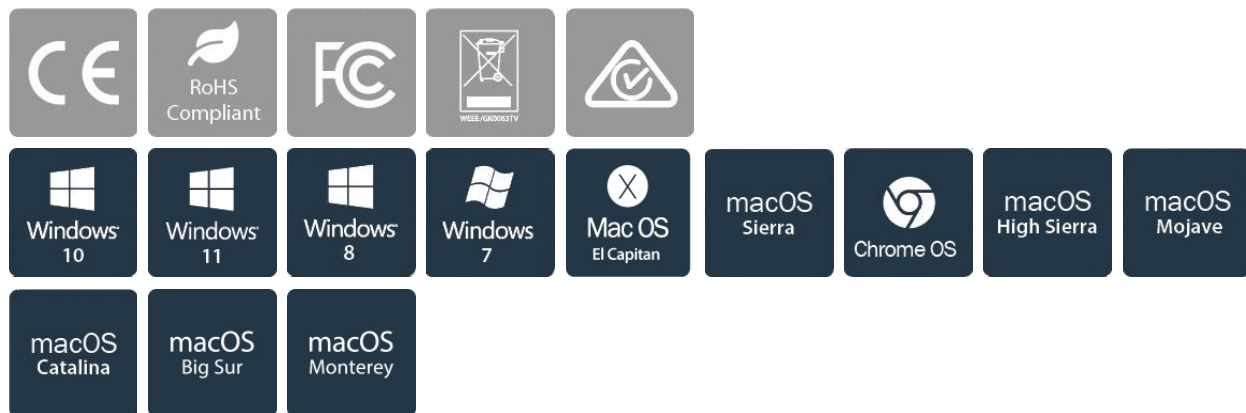 CE
RoHS
Compliant
FC
WEEE/GK0083TV
Windows
10
Windows
11
Windows
8
Windows
7
X
Mac OS
El Capitan
macOS
Sierra
Chrome OS
macOS
High Sierra
macOS
Mojave
macOS
Catalina
macOS
Big Sur
macOS
Monterey